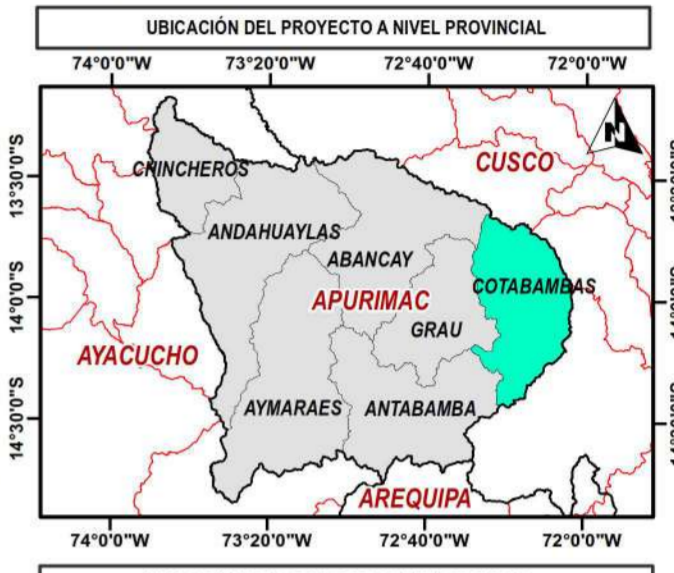 UBICACIÓN DEL PROYECTO A NIVEL PROVINCIAL
74°0'0"W 73°20'0"W 72°40'0"W 72°0'0"W
N
CUSCO
CHINCHEROS
13°30'0"S
ANDAHUAYLAS
ABANCAY
COTABAMBAS
APURIMAC
14°0'0"S
GRAU
AYACUCHO
AYMARAES
ANTABAMBA
14°30'0"S
AREQUIPA
74°0'0"W 73°20'0"W 72°40'0"W 72°0'0"W